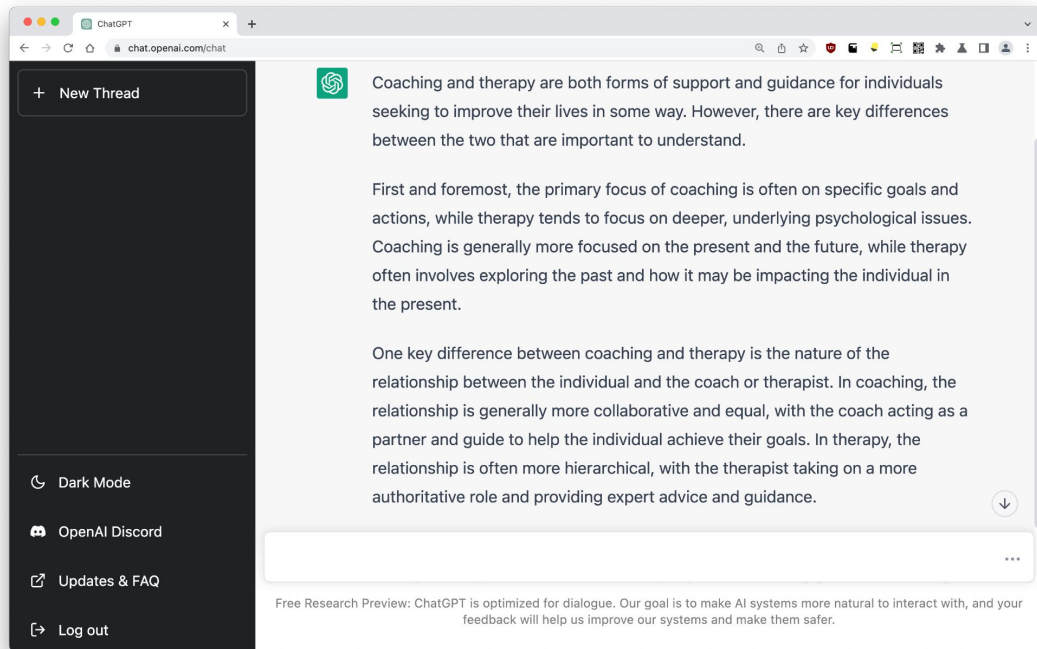 ChatGPT
chat.openai.com/chat
New Thread
Coaching and therapy are both forms of support and guidance for individuals
seeking to improve their lives in some way. However, there are key differences
between the two that are important to understand.
First and foremost, the primary focus of coaching is often on specific goals and
actions, while therapy tends to focus on deeper, underlying psychological issues.
Coaching is generally more focused on the present and the future, while therapy
often involves exploring the past and how it may be impacting the individual in
the present.
One key difference between coaching and therapy is the nature of the
relationship between the individual and the coach or therapist. In coaching, the
relationship is generally more collaborative and equal, with the coach acting as a
partner and guide to help the individual achieve their goals. In therapy, the
relationship is often more hierarchical, with the therapist taking on a more
authoritative role and providing expert advice and guidance.
Dark Mode
OpenAI Discord
Updates & FAQ
Log out
Free Research Preview: ChatGPT is optimized for dialogue. Our goal is to make AI systems more natural to interact with, and your
feedback will help us improve our systems and make them safer.